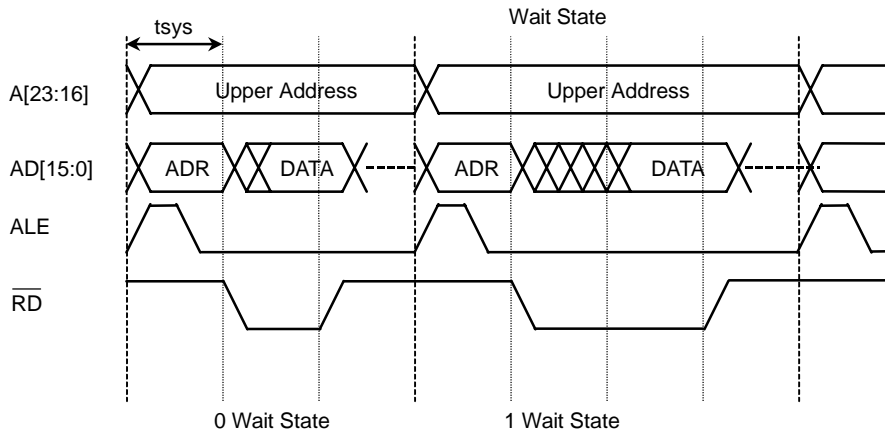 Wait State
tsys
A[23:16]
Upper Address
Upper Address
AD[15:0]
ADR
DATA
ADR
DATA
ALE
RD
0 Wait State
1 Wait State